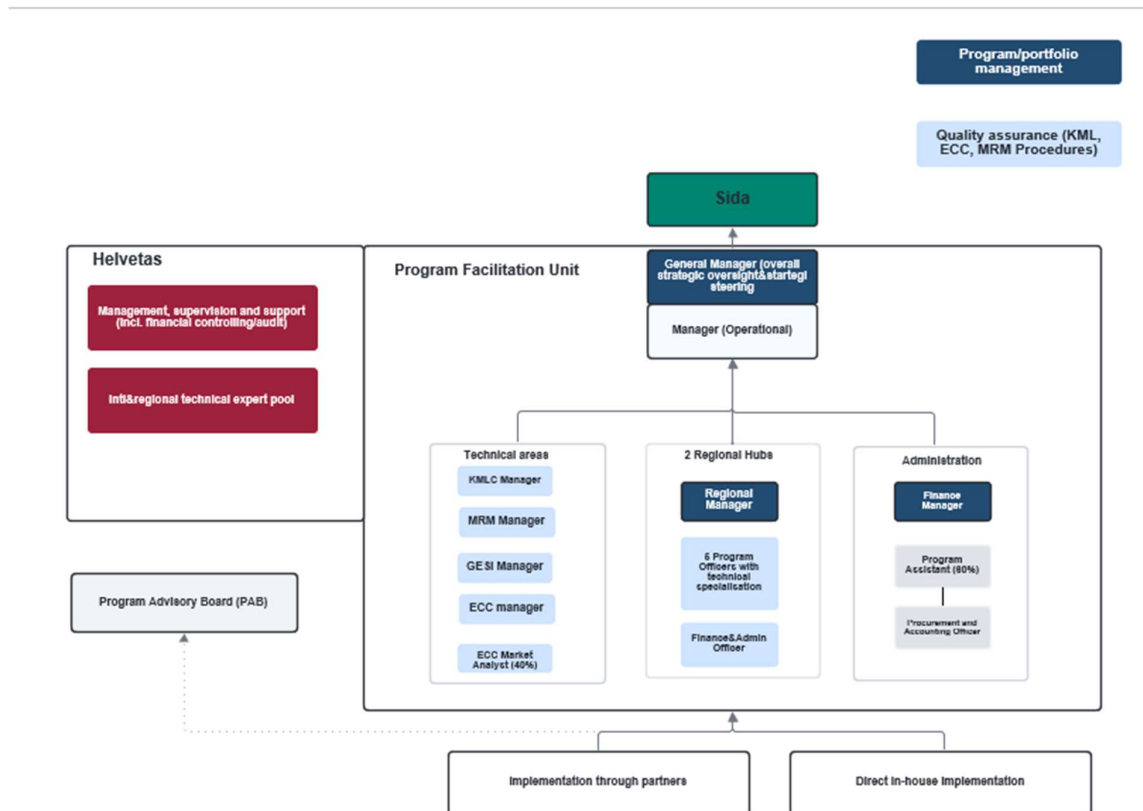 Program/portfolio
management
Quality assurance (KML,
ECC, MRM Procedures)
Sida
Helvetas
Management, supervision and support
(incl. financial controlling/audit)
Intl&regional technical expert pool
Program Facilitation Unit
General Manager (overall
strategic oversight&startegi
steering
Manager (Operational)
Technical areas
KMLC Manager
MRM Manager
GESI Manager
ECC manager
ECC Market
Analyst (40%)
2 Regional Hubs
Regional
Manager
Program
Officers with
technical
specialisation
Finance&Admin
Officer
Administration
Finance
Manager
Program
Assistant (60%)
Procurement and
Accounting Officer
Program Advisory Board (PAB)
Implementation through partners
Direct in-house implementation